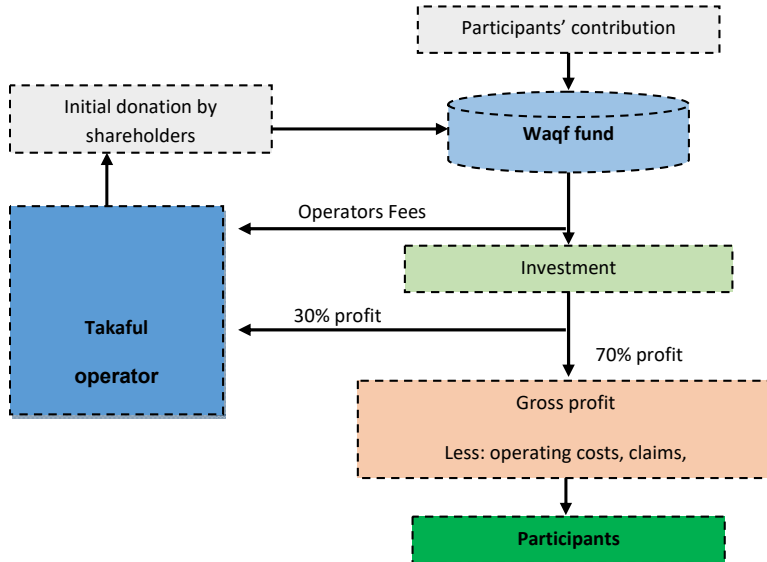 Participants’ contribution
Initial donation by
shareholders
Waqf fund
Operators Fees
Investment
Takaful
operator
30% profit
70% profit
Gross profit
Less: operating costs, claims,
Participants